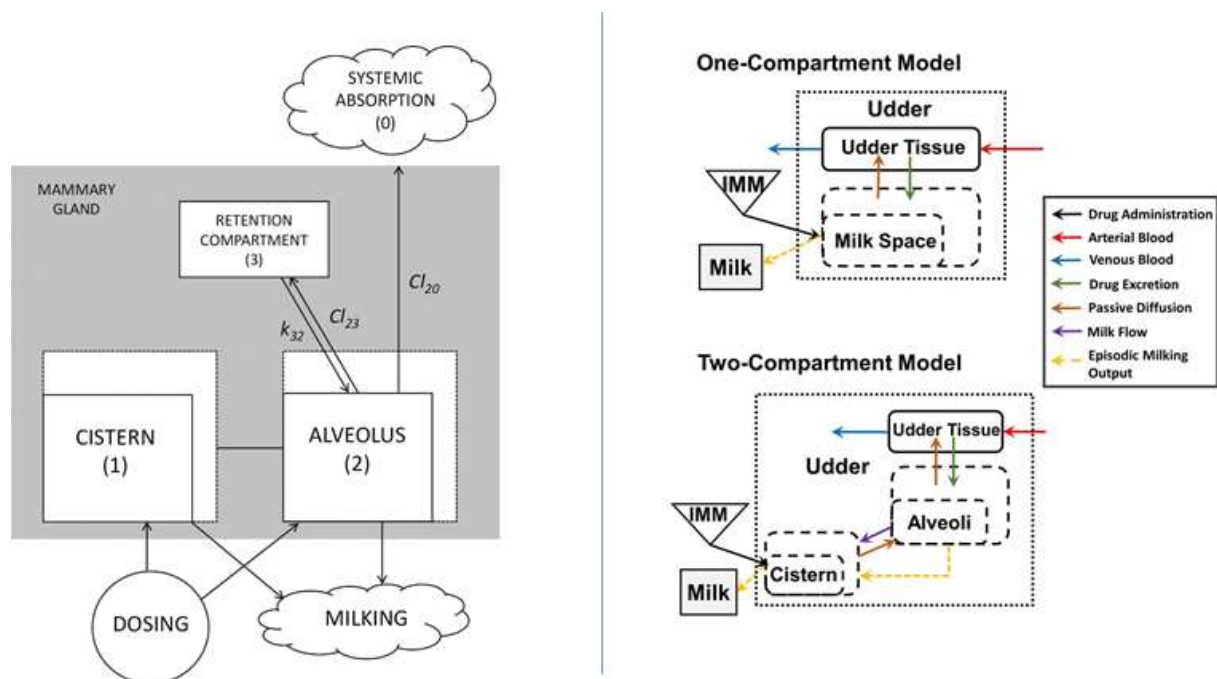 SYSTEMIC
ABSORPTION
(0)
MAMMARY
GLAND
RETENTION
COMPARTMENT
(3)
Cl20
Cl23
k32
CISTERN
(1)
ALVEOLUS
(2)
DOSING
MILKING
One-Compartment Model
Udder
Udder Tissue
IMM
Milk Space
Milk
Two-Compartment Model
Udder Tissue
Udder
IMM
Alveoli
Cistern
Milk
Drug Administration
Arterial Blood
Venous Blood
Drug Excretion
Passive Diffusion
Milk Flow
Episodic Milking
Output